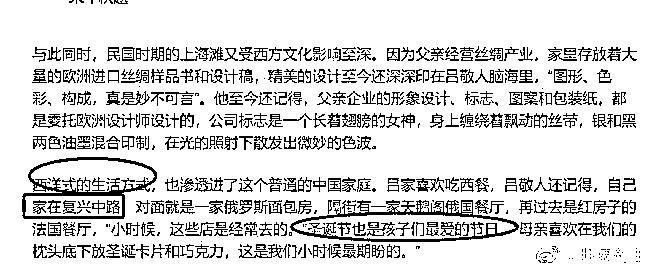 与此同时，民国时期的上海滩又受西方文化影响至深。因为父亲经营丝绸产业，家里存放着大
量的欧洲进口丝绸样品书和设计稿，精美的设计至今还深深印在吕敬人脑海里，“图形、色
彩、构成，真是妙不可言”。他至今还记得，父亲企业的形象设计、标志、图案和包装纸，都
是委托欧洲设计师设计的，公司标志是一个长着翅膀的女神，身上缠绕着飘动的丝带，银和黑
两色油墨混合印制，在光的照射下散发出微妙的色波。
西洋式的生活方式，也渗透进了这个普通的中国家庭。吕家喜欢吃西餐，吕敬人还记得，自己
家在复兴中路 对面就是一家俄罗斯面包房，隔街有一家天鹅阁俄国餐厅，再过去是红房子的
法国餐厅，“小时候，这些店是经常去的，“圣诞节也是孩子们最爱的节日 母亲喜欢在我们的
枕头底下放圣诞卡片和巧克力，这是我们小时候最期盼的。”